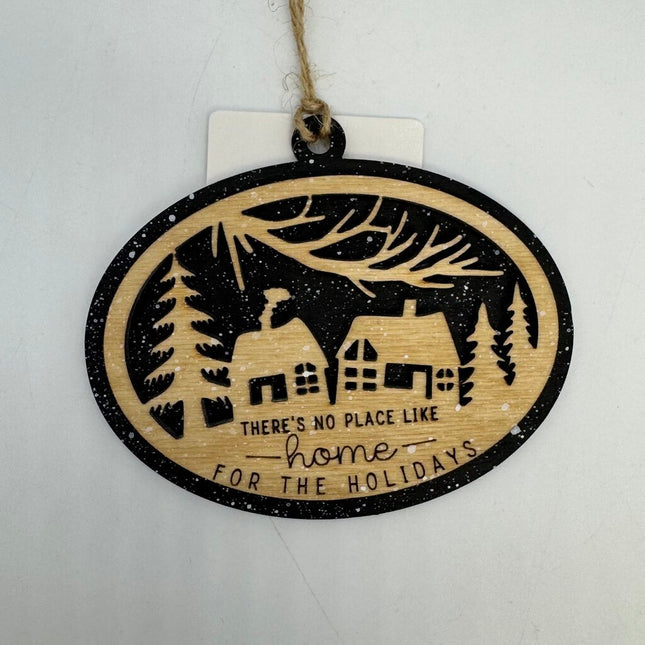 THERE'S NO PLACE LIKE
home
FOR THE HOLIDAYS